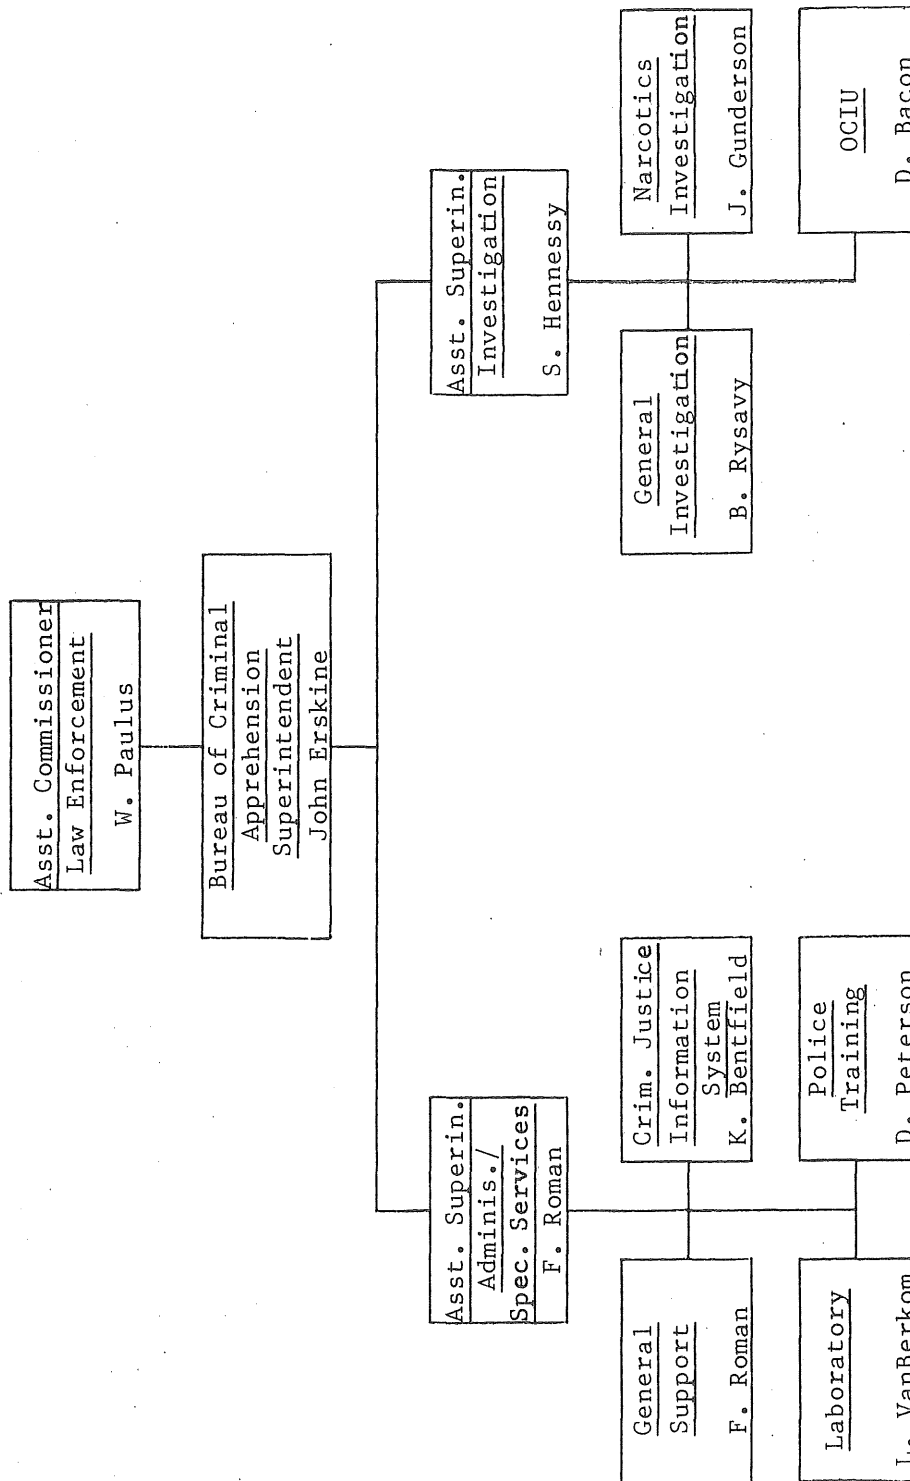 Asst. Commissioner
Law Enforcement
W. Paulus
Bureau of Criminal
Apprehension
Superintendent
John Erskine
Asst. Superin.
Adminis./
Spec. Services
F. Roman
Asst. Superin.
Investigation
S. Hennessy
General
Support
F. Roman
Crim. Justice
Information
System
K. Bentfield
General
Investigation
B. Rysavy
Narcotics
Investigation
J. Gunderson
Laboratory
L. VanBerkom
Police
Training
D. Peterson
OCIU
D. Bacon